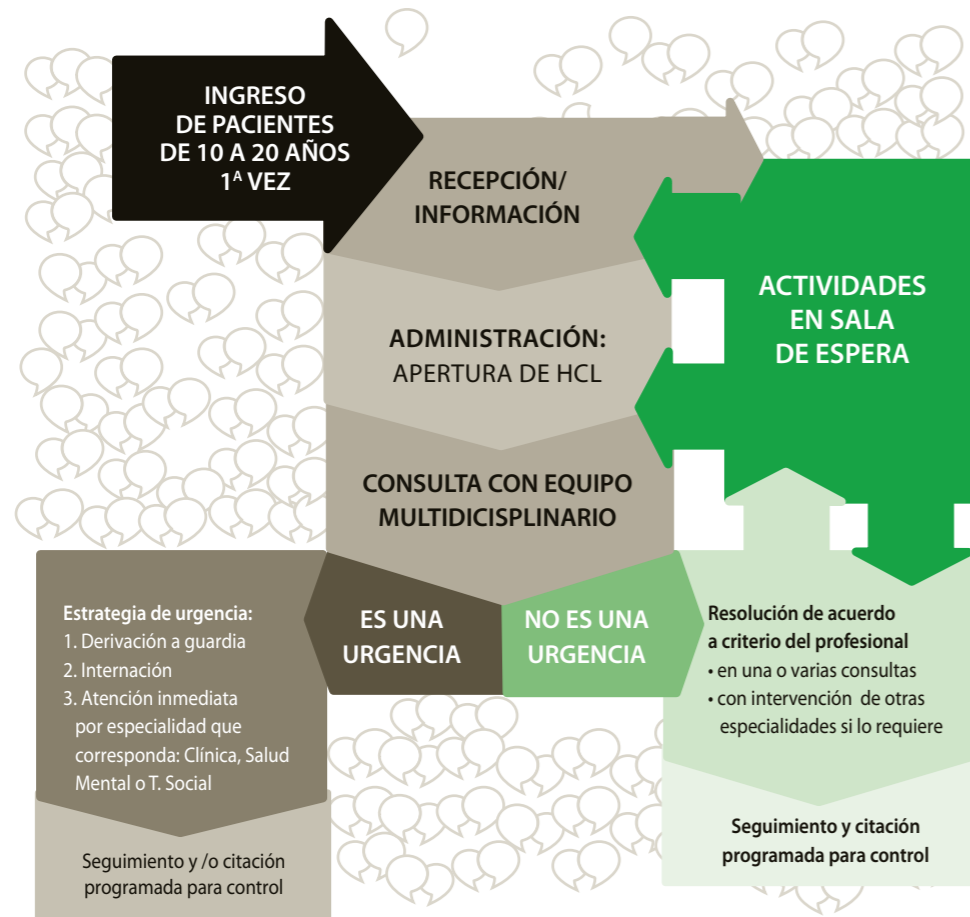 INGRESO
DE PACIENTES
DE 10 A 20 AÑOS
1ᴬ VEZ
RECEPCIÓN/
INFORMACIÓN
ACTIVIDADES
EN SALA
DE ESPERA
ADMINISTRACIÓN:
APERTURA DE HCL
CONSULTA CON EQUIPO
MULTIDICISPLINARIO
ES UNA
URGENCIA
NO ES UNA
URGENCIA
Estrategia de urgencia:
1. Derivación a guardia
2. Internación
3. Atención inmediata
por especialidad que
corresponda: Clínica, Salud
Mental o T. Social
Resolución de acuerdo
a criterio del profesional
• en una o varias consultas
• con intervención de otras
especialidades si lo requiere
Seguimiento y /o citación
programada para control
Seguimiento y citación
programada para control